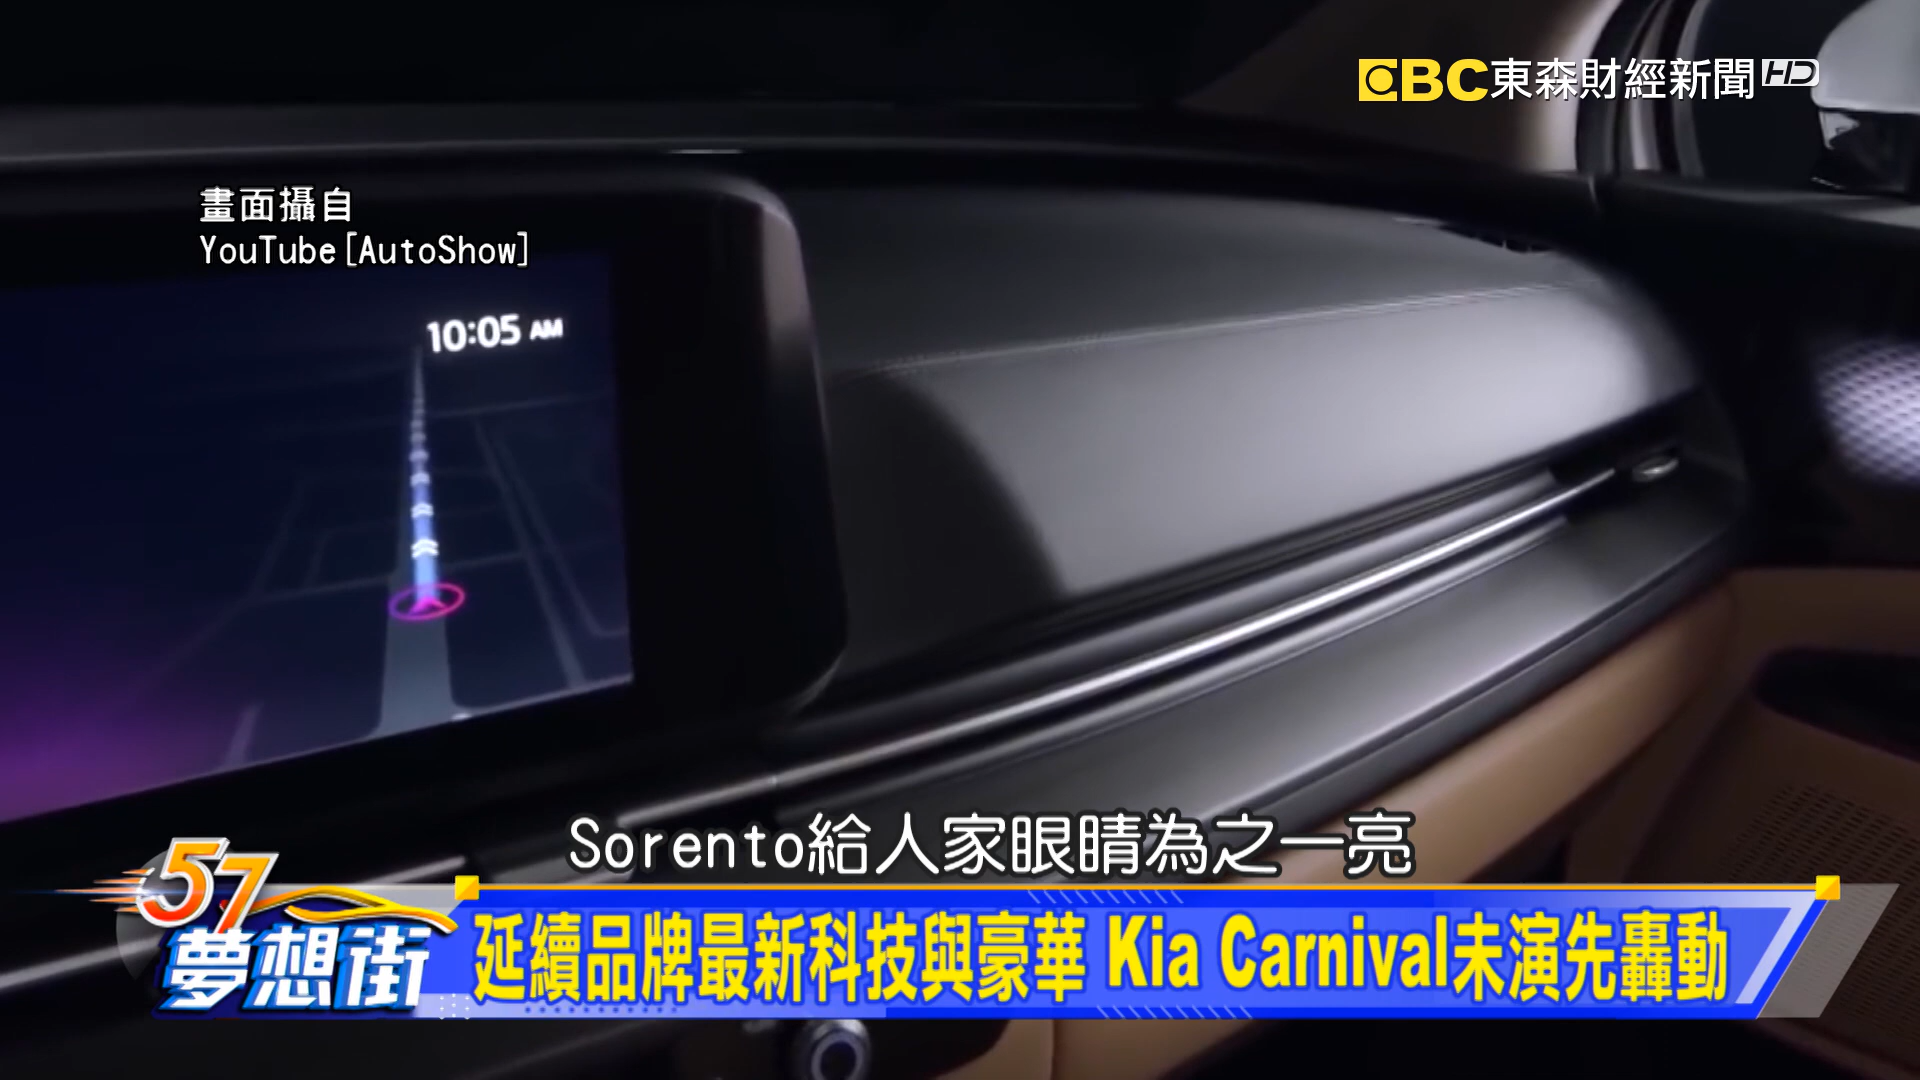 EBC東森財經新聞HD
畫面攝自
YouTube[AutoShow]
10:05 AM
Sorento給人家眼睛為之一亮
57
夢想街
延續品牌最新科技與豪華 Kia Carnival未演先轟動